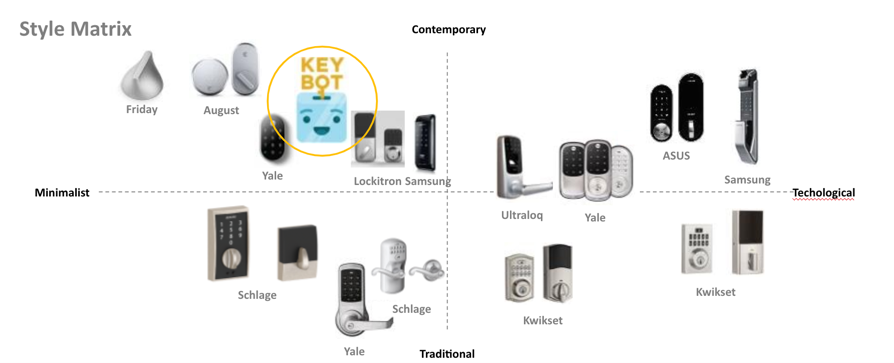 Style Matrix
Contemporary
KEY
BOT
Friday
August
Yale
Lockitron Samsung
ASUS
Samsung
Minimalist
Techological
Ultraloq
Yale
Schlage
Schlage
Kwikset
Kwikset
Yale
Traditional